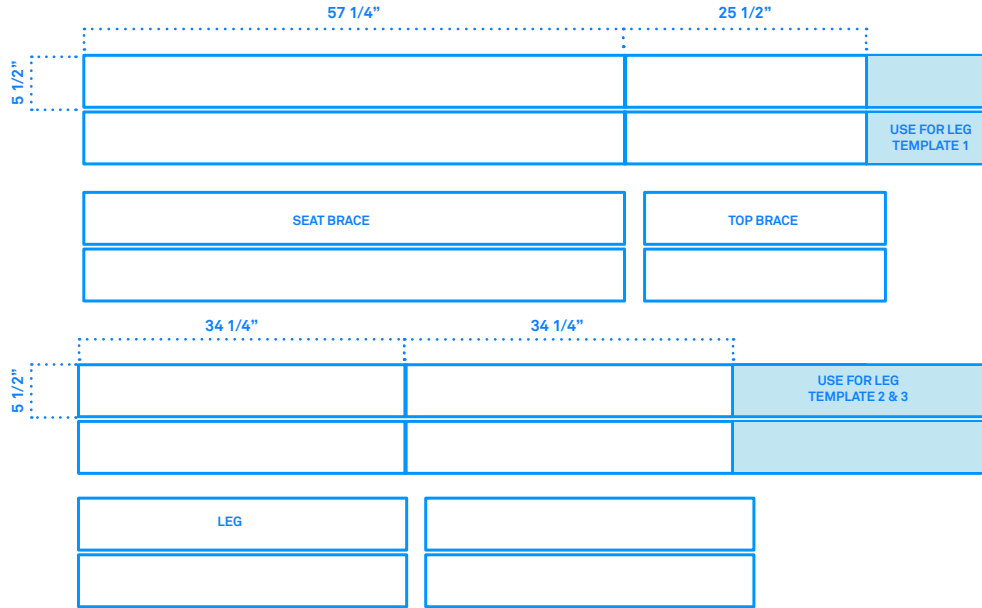 57 1/4”
25 1/2”
5 1/2”
USE FOR LEG
TEMPLATE 1
SEAT BRACE
TOP BRACE
34 1/4”
34 1/4”
5 1/2”
USE FOR LEG
TEMPLATE 2 & 3
LEG